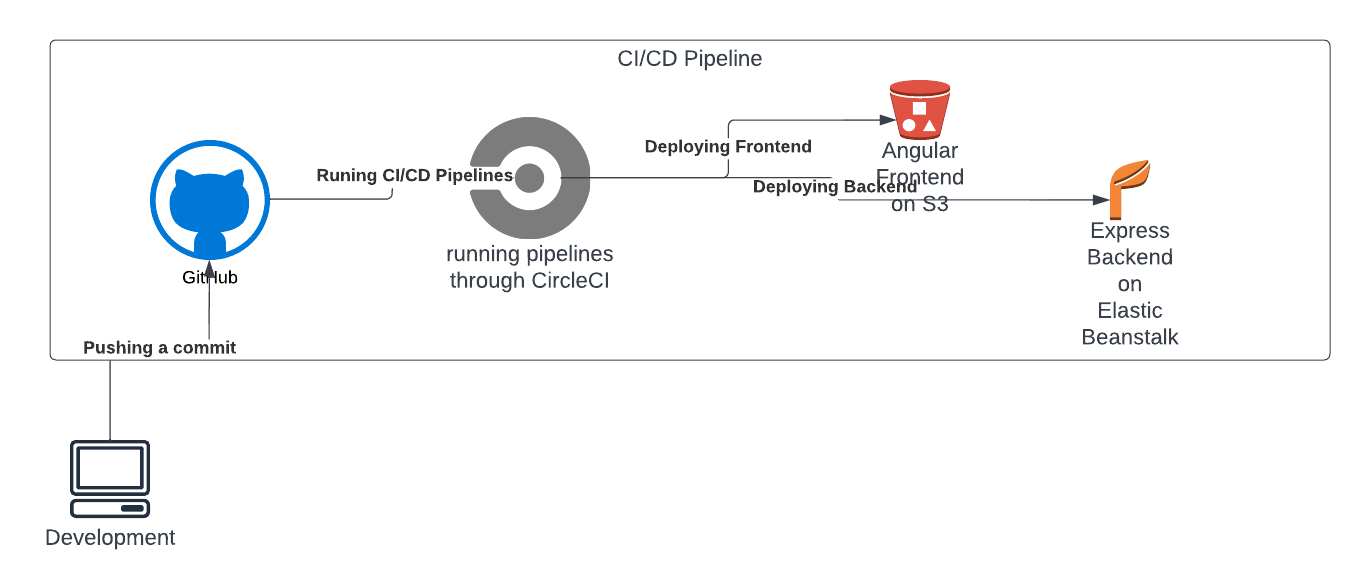 CI/CD Pipeline
Deploying Frontend
Angular
Frontend
on S3
Runing CI/CD Pipelines
Deploying Backend
running pipelines
through CircleCI
GitHub
Express
Backend
on
Elastic
Beanstalk
Pushing a commit
Development